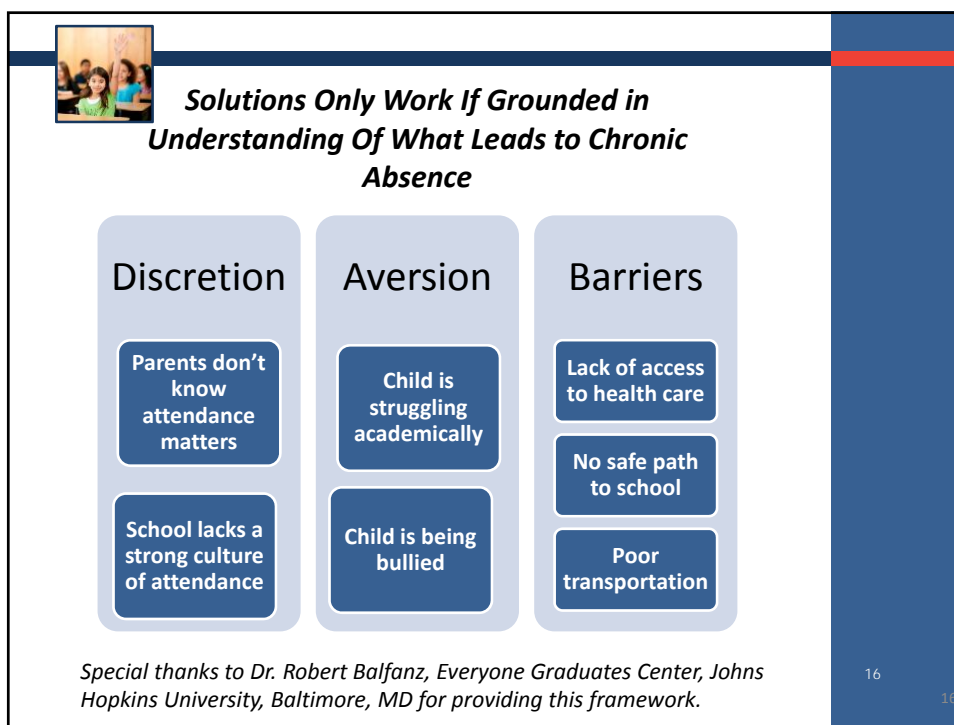 Solutions Only Work If Grounded in
Understanding Of What Leads to Chronic
Absence
Discretion
Parents don’t
know
attendance
matters
School lacks a
strong culture
of attendance
Aversion
Child is
struggling
academically
Child is being
bullied
Barriers
Lack of access
to health care
No safe path
to school
Poor
transportation
Special thanks to Dr. Robert Balfanz, Everyone Graduates Center, Johns
Hopkins University, Baltimore, MD for providing this framework.
16
16